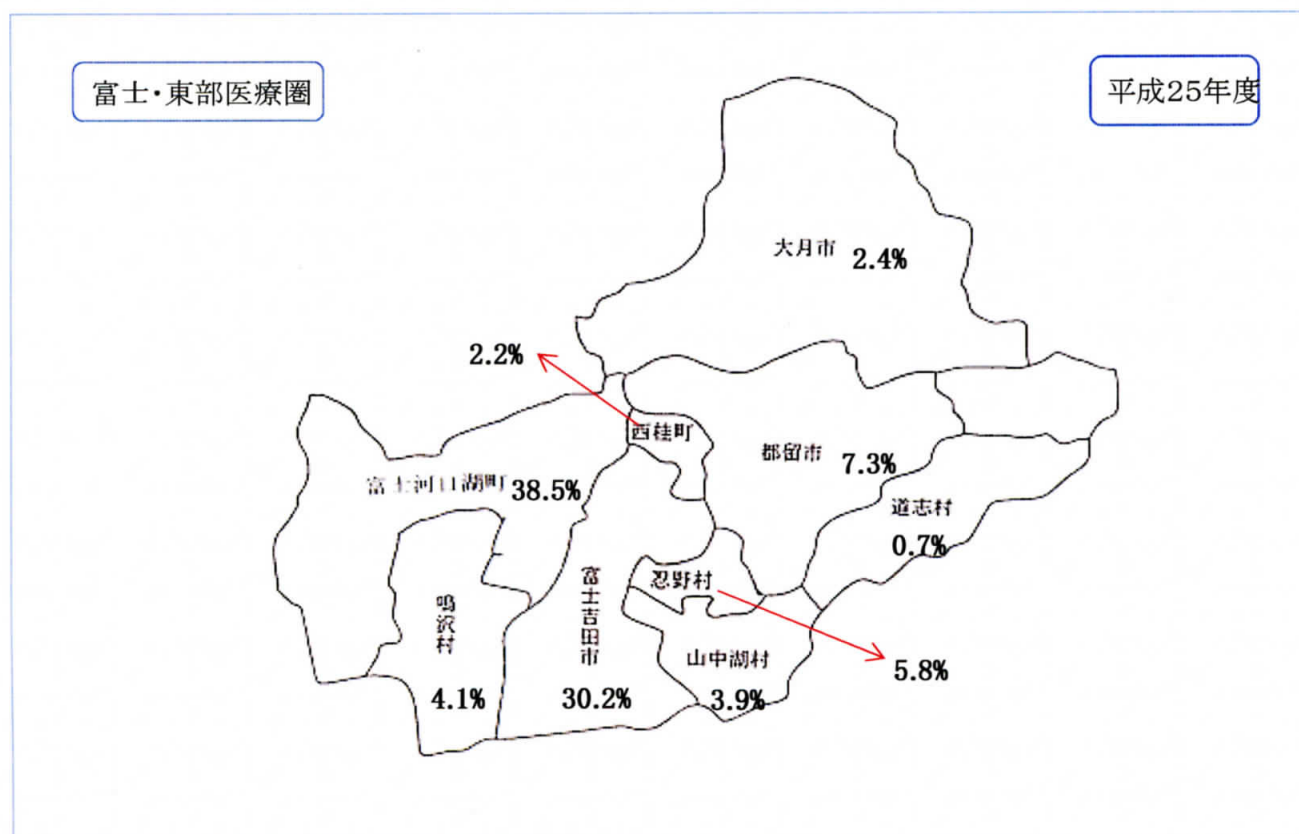 富士・東部医療圏
平成25年度
大月市 2.4%
2.2%
西桂町
都留市 7.3%
富士河口湖町 38.5%
道志村
0.7%
忍野村
富士吉田市
鳴沢村
山中湖村
5.8%
4.1%
30.2%
3.9%